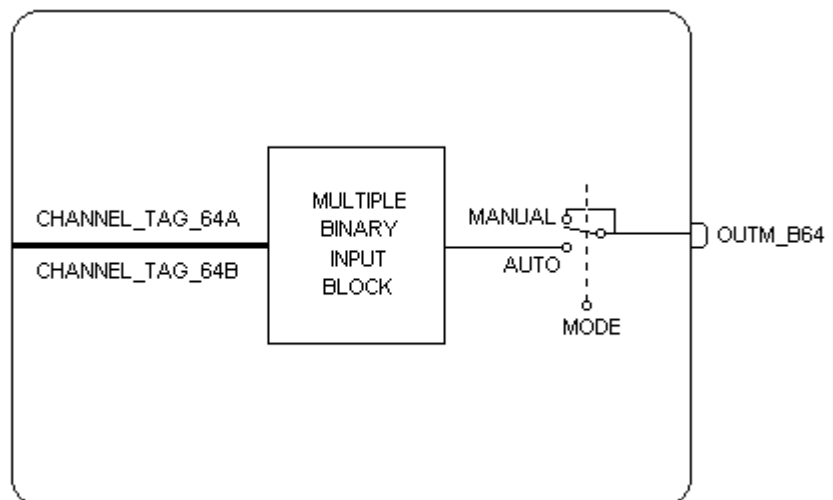 CHANNEL_TAG_64A
CHANNEL_TAG_64B
MULTIPLE
BINARY
INPUT
BLOCK
MANUAL
AUTO
MODE
OUTM_B64